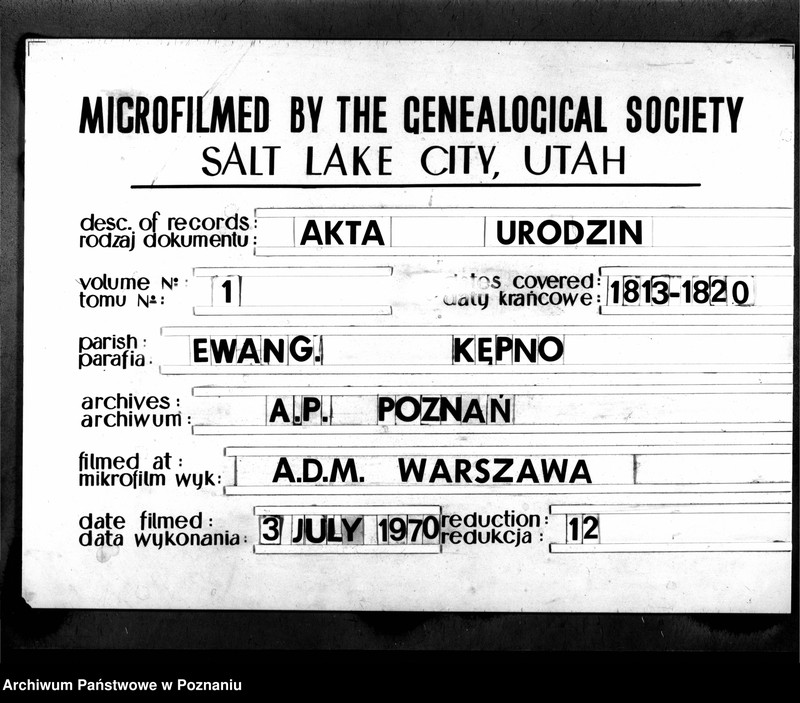 MICROFILMED BY THE GENEALOGICAL SOCIETY
SALT LAKE CITY, UTAH
desc. of records: AKTA URODZIN
rodzaj dokumentu:
volume No: 1 dates covered: 1813-1820
tomu No: daty krańcowe:
parish: EWANG. KĘPNO
parafia.
archives: A.P. POZNAŃ
archiwum:
filmed at: A.D.M. WARSZAWA
mikrofilm wyk:
date filmed: 3 JULY 1970 reduction: 12
data wykonania: redukcja:
Archiwum Państwowe w Poznaniu